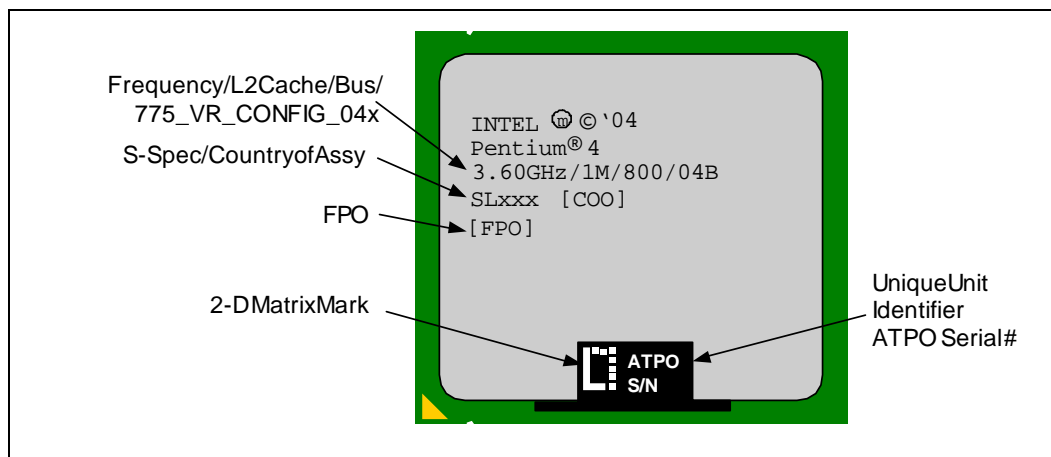 Frequency/L2Cache/Bus/
775_VR_CONFIG_04x
S-Spec/CountryofAssy
FPO
2-DMatrixMark
INTEL ⓜ © `04
Pentium® 4
3.60GHz/1M/800/04B
SLxxx [COO]
[FPO]
ATPO
S/N
UniqueUnit
Identifier
ATPO Serial#